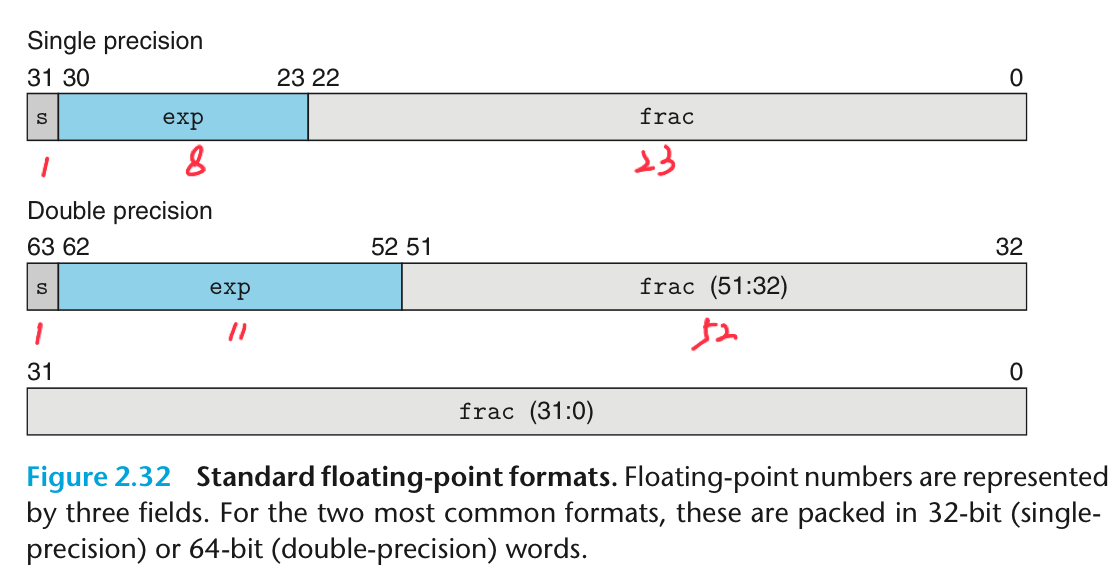 Single precision
31 30 23 22 0
s exp frac
1 8 23
Double precision
63 62 52 51 32
s exp frac (51:32)
1 11 52
31 0
frac (31:0)
Figure 2.32 Standard floating-point formats. Floating-point numbers are represented
by three fields. For the two most common formats, these are packed in 32-bit (single-
precision) or 64-bit (double-precision) words.